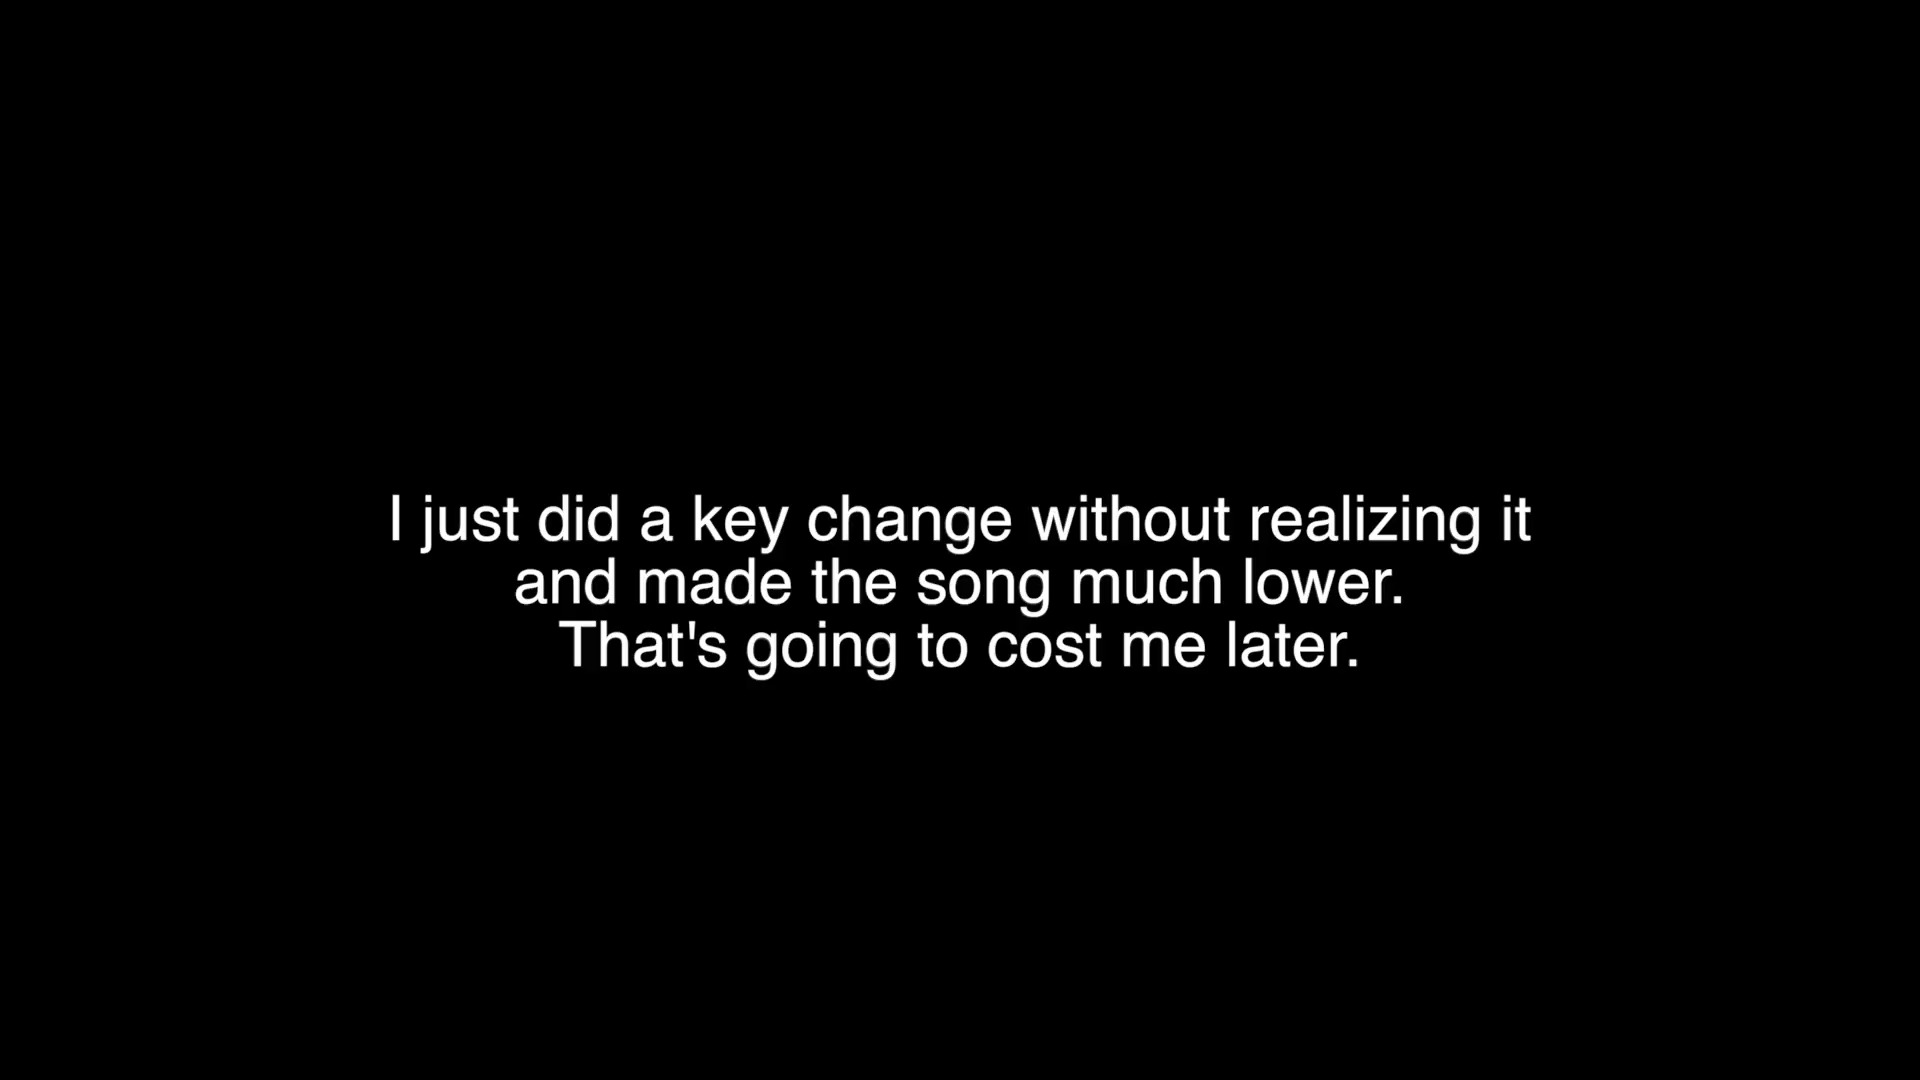 I just did a key change without realizing it
and made the song much lower.
That's going to cost me later.